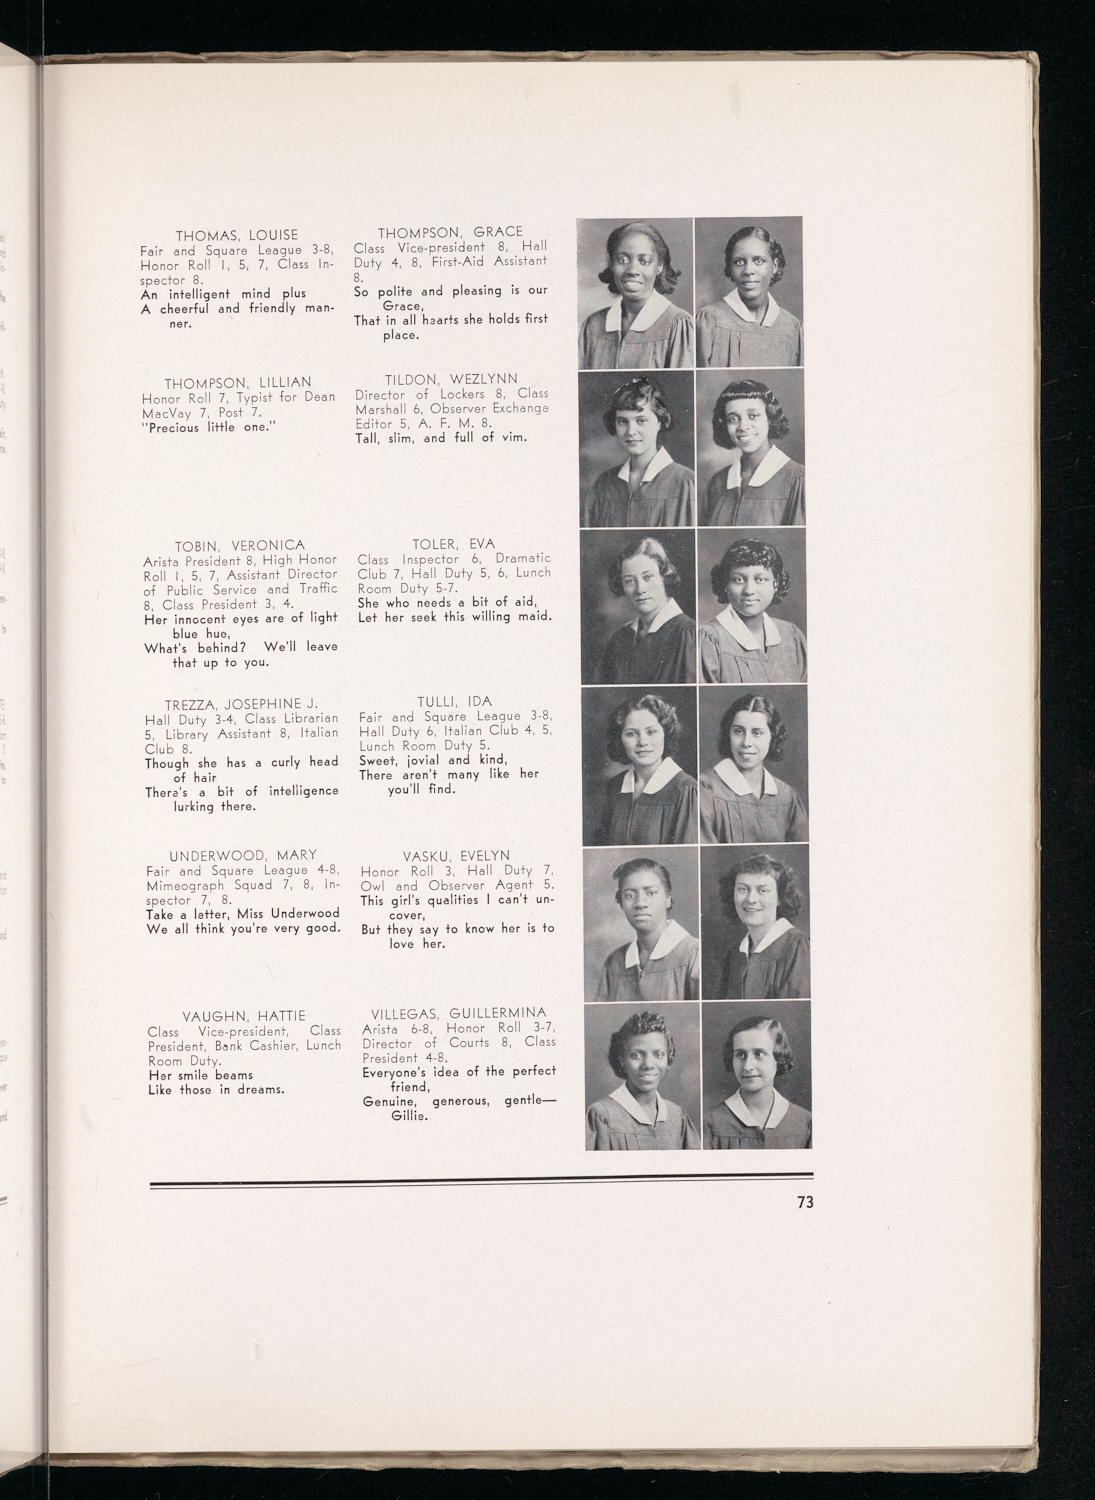 THOMAS, LOUISE
Fair and Square League 3-8,
Honor Roll 1, 5, 7, Class In-
spector 8.
An intelligent mind plus
A cheerful and friendly man-
ner.
THOMPSON, GRACE
Class Vice-president 8, Hall
Duty 4, 8, First-Aid Assistant
8.
So polite and pleasing is our
Grace,
That in all hearts she holds first
place.
THOMPSON, LILLIAN
Honor Roll 7, Typist for Dean
MacVay 7, Post 7.
"Precious little one."
TILDON, WEZLYNN
Director of Lockers 8, Class
Marshall 6, Observer Exchange
Editor 5, A. F. M. 8.
Tall, slim, and full of vim.
TOBIN, VERONICA
Arista President 8, High Honor
Roll 1, 5, 7, Assistant Director
of Public Service and Traffic
8, Class President 3, 4.
Her innocent eyes are of light
blue hue,
What's behind? We'll leave
that up to you.
TOLER, EVA
Class Inspector 6, Dramatic
Club 7, Hall Duty 5, 6, Lunch
Room Duty 5-7.
She who needs a bit of aid,
Let her seek this willing maid.
TREZZA, JOSEPHINE J.
Hall Duty 3-4, Class Librarian
5, Library Assistant 8, Italian
Club 8.
Though she has a curly head
of hair
There's a bit of intelligence
lurking there.
TULLI, IDA
Fair and Square League 3-8,
Hall Duty 6, Italian Club 4, 5,
Lunch Room Duty 5.
Sweet, jovial and kind,
There aren't many like her
you'll find.
UNDERWOOD, MARY
Fair and Square League 4-8,
Mimeograph Squad 7, 8, In-
spector 7, 8.
Take a letter, Miss Underwood
We all think you're very good.
VASKU, EVELYN
Honor Roll 3, Hall Duty 7,
Owl and Observer Agent 5.
This girl's qualities I can't un-
cover,
But they say to know her is to
love her.
VAUGHN, HATTIE
Class Vice-president, Class
President, Bank Cashier, Lunch
Room Duty.
Her smile beams
Like those in dreams.
VILLEGAS, GUILLERMINA
Arista 6-8, Honor Roll 3-7,
Director of Courts 8, Class
President 4-8.
Everyone's idea of the perfect
friend,
Genuine, generous, gentle—
Gillie.
73